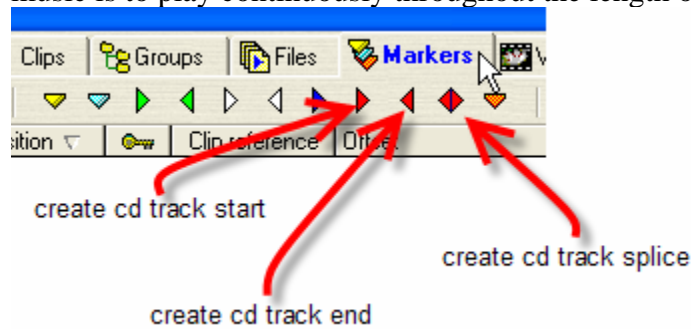 music is to play continuously throughout the length o
Clips Groups Files Markers V
sition Clip reference Offset
create cd track start
create cd track splice
create cd track end